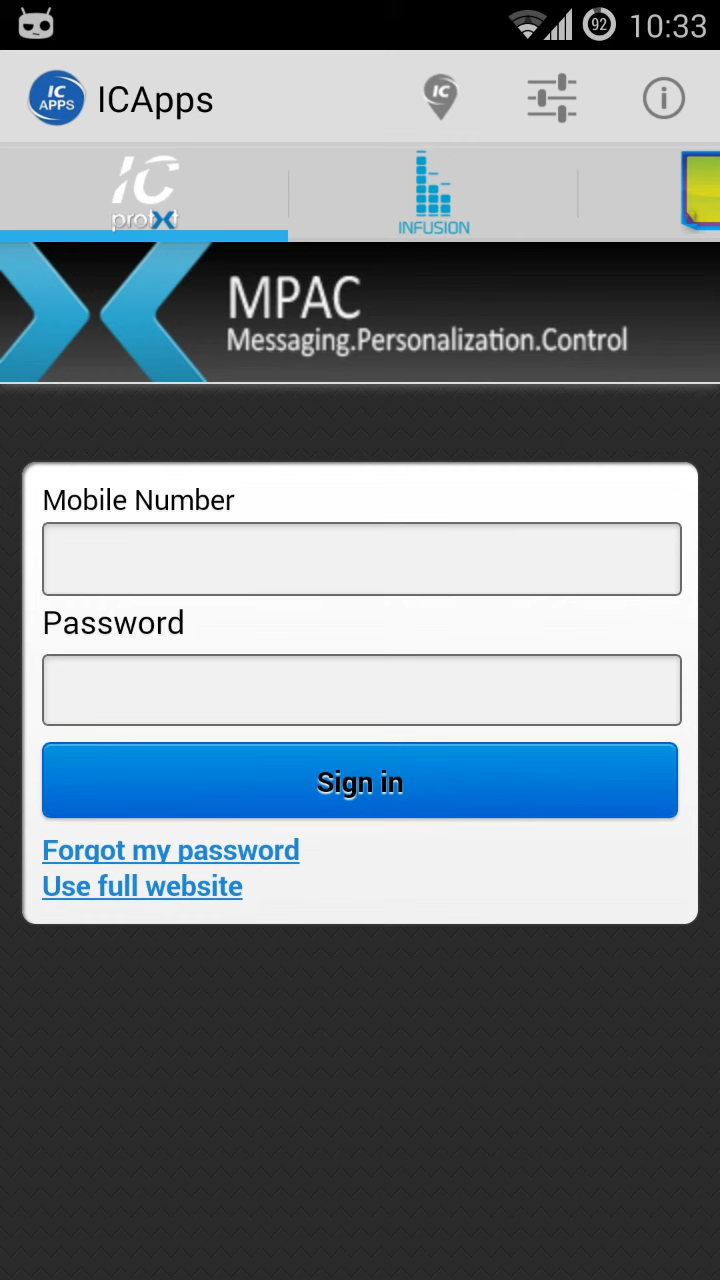 92 10:33
IC APPS ICApps IC
IC
protXt
INFUSION
MPAC
Messaging.Personalization.Control
Mobile Number
Password
Sign in
Forgot my password
Use full website